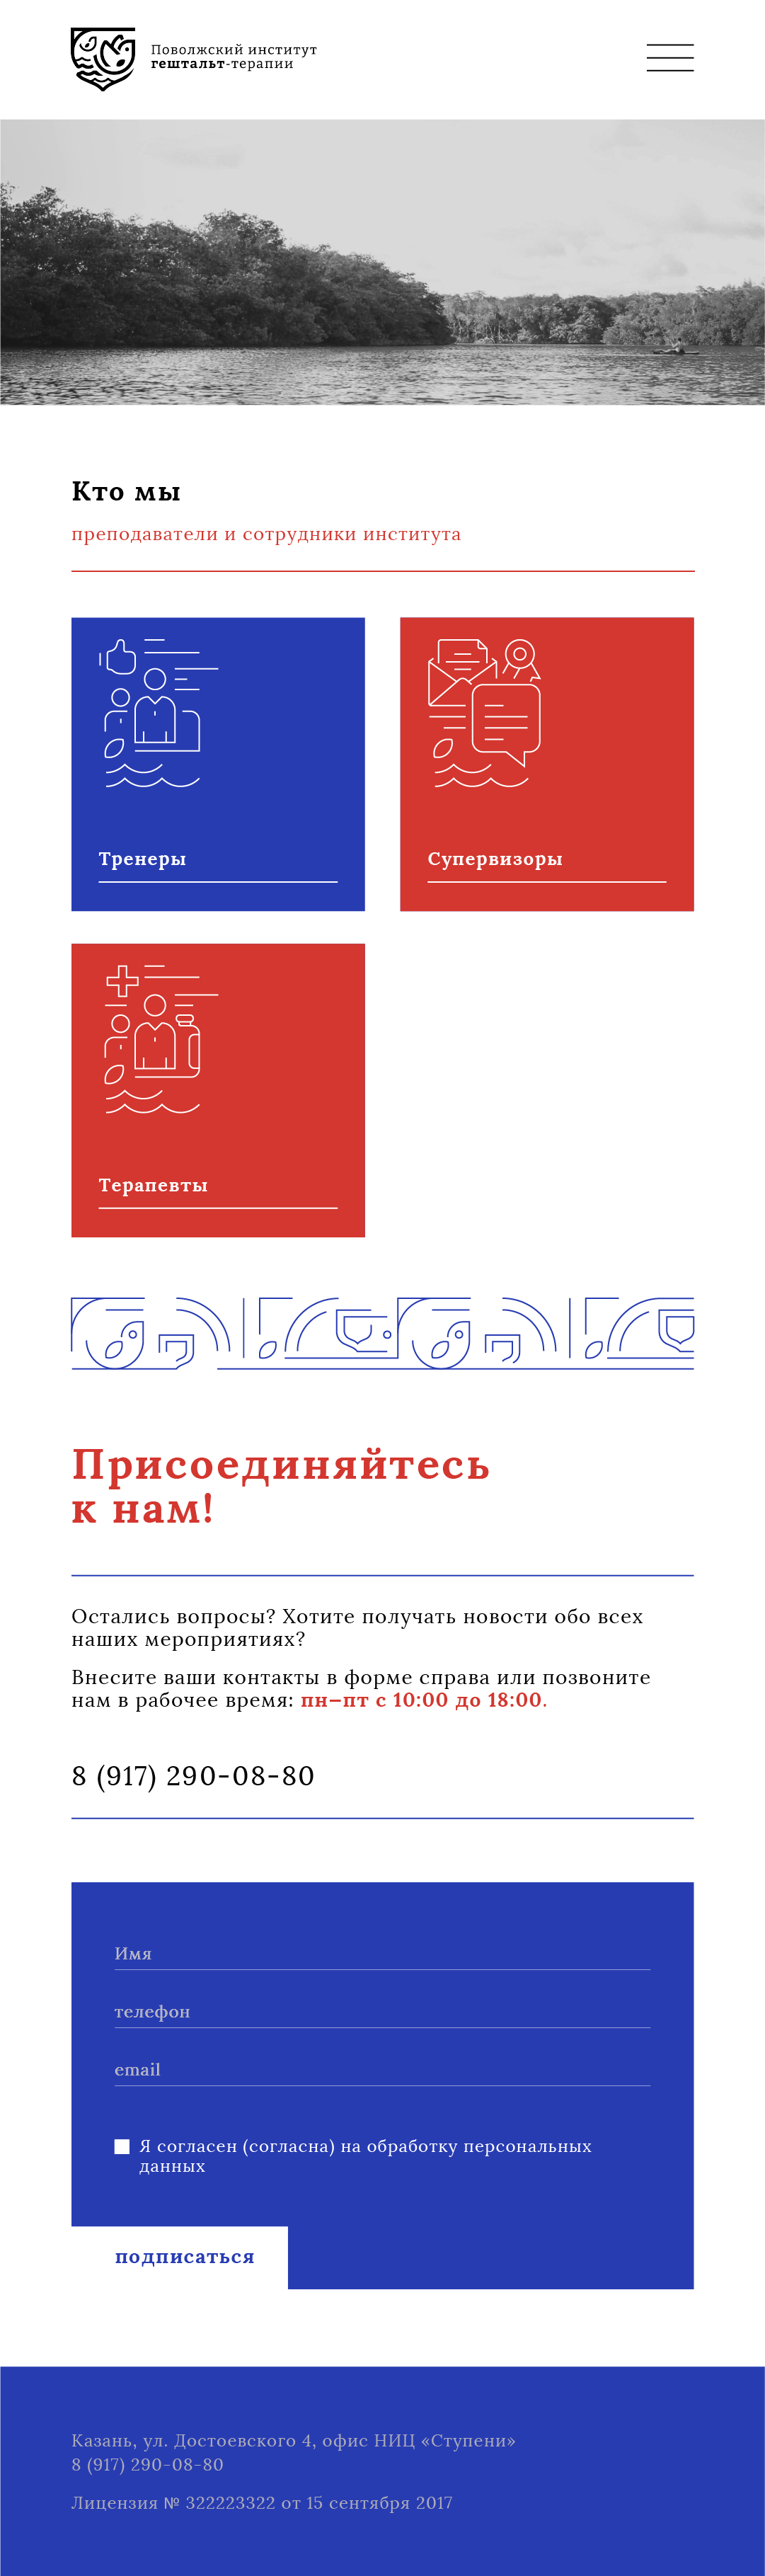 Поволжский институт
гештальт-терапии
Кто мы
преподаватели и сотрудники института
Тренеры
Супервизоры
Терапевты
Присоединяйтесь
к нам!
Остались вопросы? Хотите получать новости обо всех
наших мероприятиях?
Внесите ваши контакты в форме справа или позвоните
нам в рабочее время: пн–пт с 10:00 до 18:00.
8 (917) 290-08-80
Имя
телефон
email
Я согласен (согласна) на обработку персональных
данных
подписаться
Казань, ул. Достоевского 4, офис НИЦ «Ступени»
8 (917) 290-08-80
Лицензия № 322223322 от 15 сентября 2017